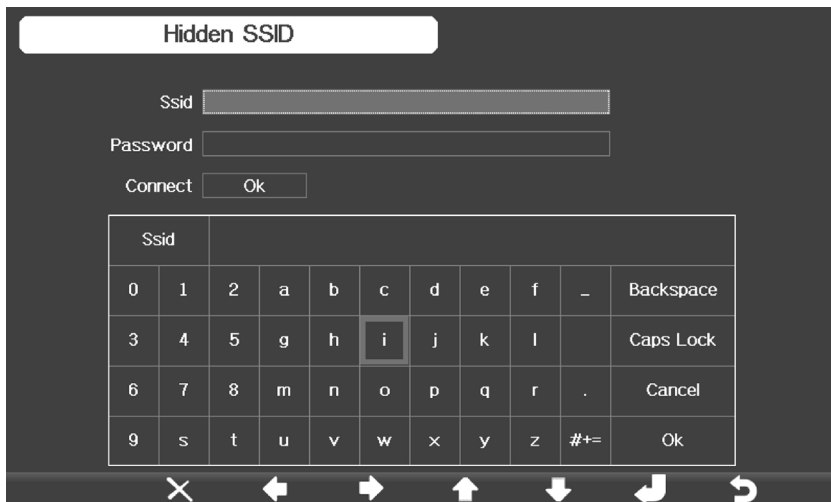 Hidden SSID
Ssid
Password
Connect Ok
Ssid
0 1 2 a b c d e f _ Backspace
3 4 5 g h i j k l Caps Lock
6 7 8 m n o p q r . Cancel
9 s t u v w x y z #+= Ok